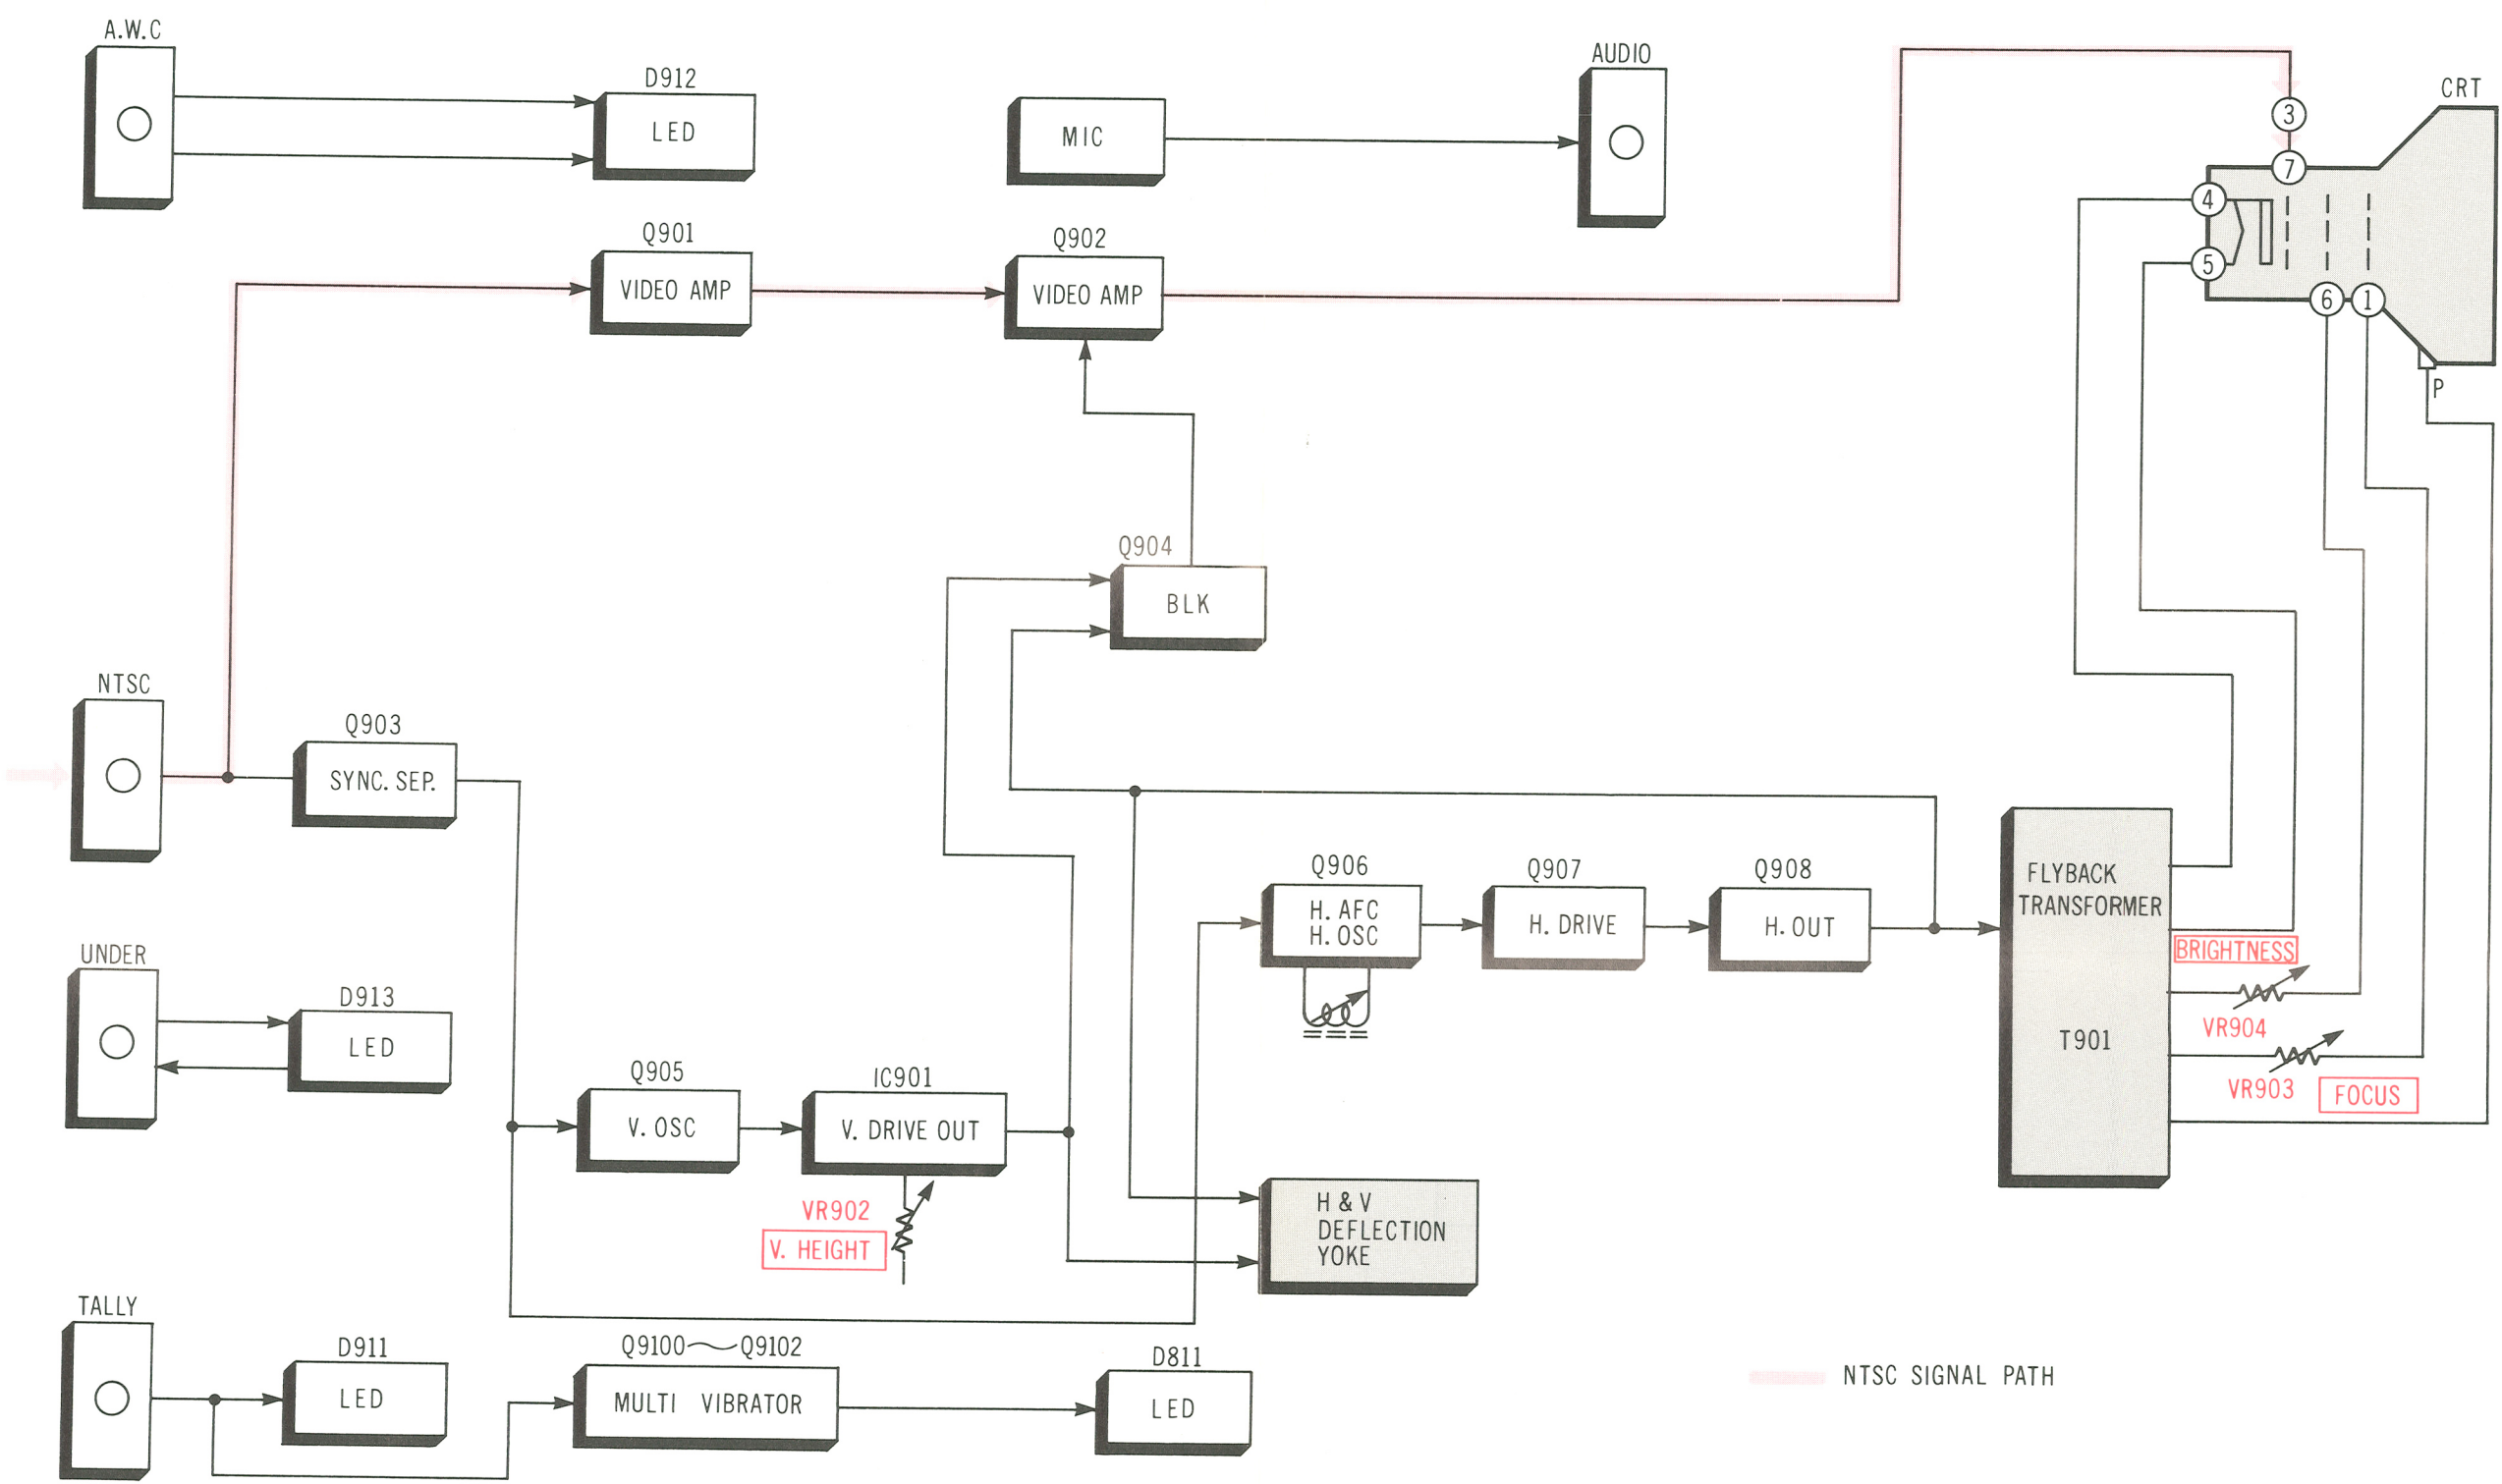 A.W.C
D912
LED
MIC
AUDIO
CRT
3
7
4
5
6
1
P
Q901
VIDEO AMP
Q902
VIDEO AMP
Q904
BLK
NTSC
Q903
SYNC. SEP.
UNDER
D913
LED
Q905
V. OSC
IC901
V. DRIVE OUT
VR902
V. HEIGHT
Q906
H. AFC
H. OSC
Q907
H. DRIVE
Q908
H. OUT
FLYBACK
TRANSFORMER
T901
BRIGHTNESS
VR904
VR903
FOCUS
H & V
DEFLECTION
YOKE
TALLY
D911
LED
Q9100～Q9102
MULTI VIBRATOR
D811
LED
NTSC SIGNAL PATH